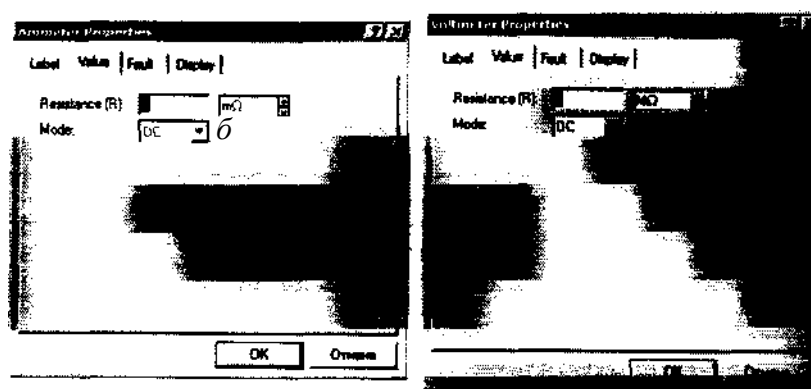 Ammeter Properties
Label Value Fault Display
Resistance (R): mΩ
Mode: DC б
OK Отмена
Voltmeter Properties
Label Value Fault Display
Resistance (R): MΩ
Mode: DC
OK